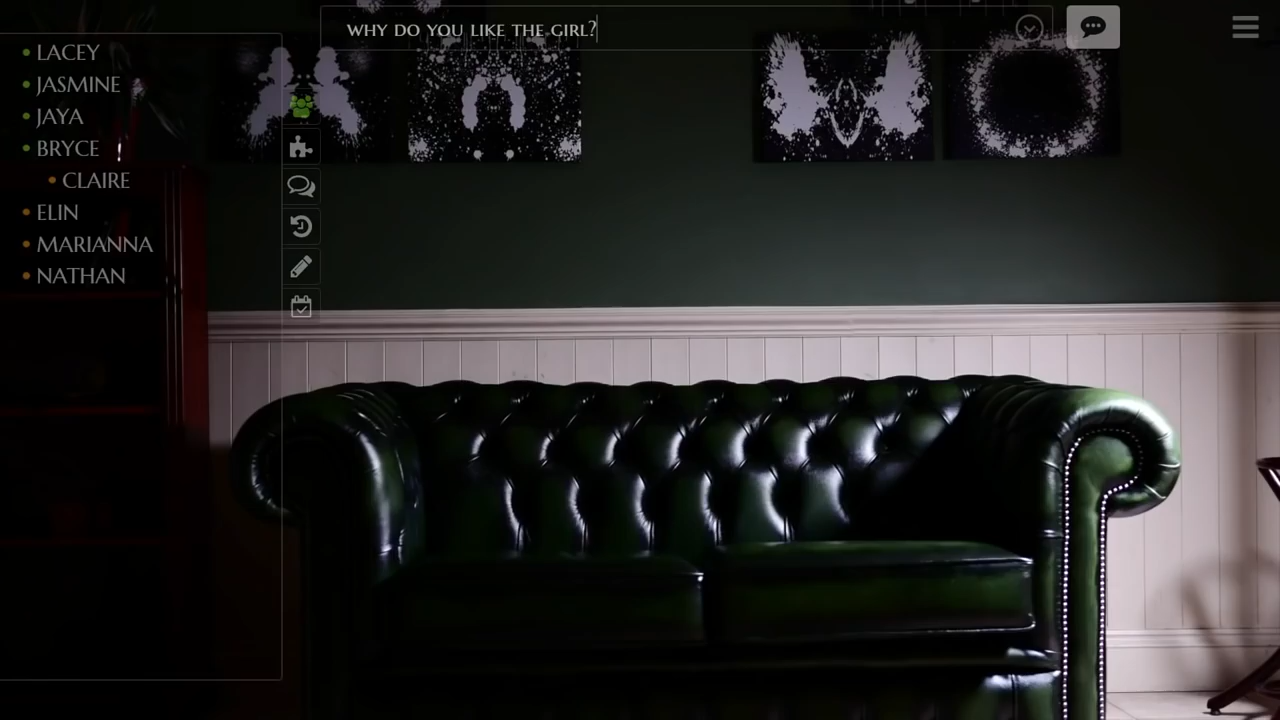 WHY DO YOU LIKE THE GIRL?
LACEY
JASMINE
JAYA
BRYCE
CLAIRE
ELIN
MARIANNA
NATHAN